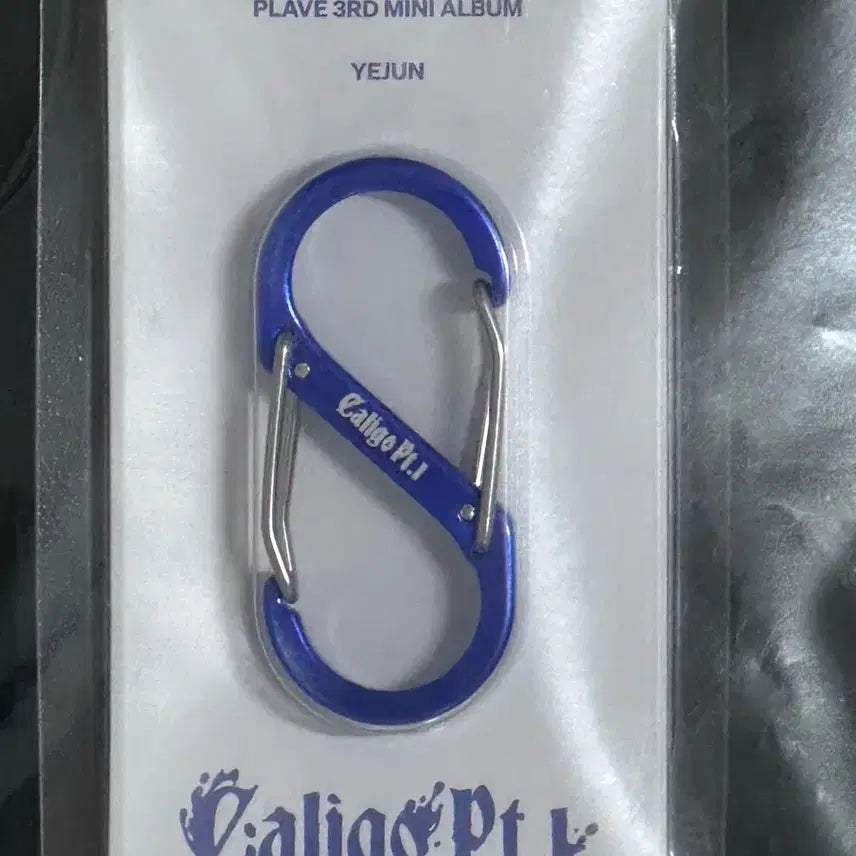 PLAVE 3RD MINI ALBUM
YEJUN
Caligo Pt.1
Caligo Pt.1